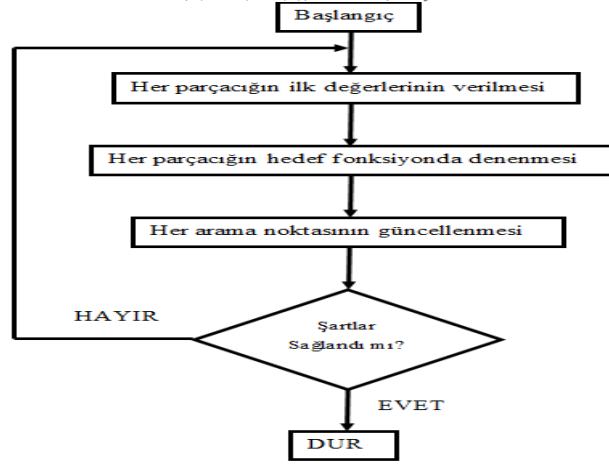 Başlangıç
Her parçacığın ilk değerlerinin verilmesi
Her parçacığın hedef fonksiyonda denenmesi
Her arama noktasının güncellenmesi
HAYIR
Şartlar
Sağlandı mı?
EVET
DUR